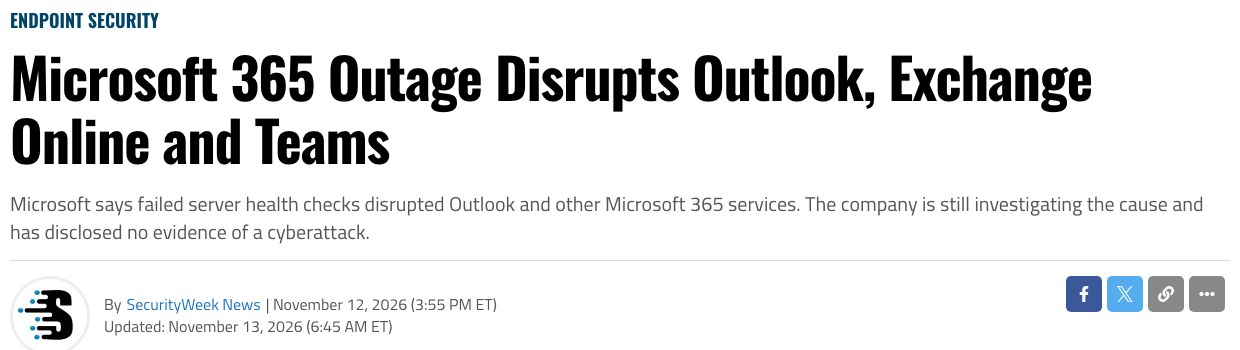 ENDPOINT SECURITY
Microsoft 365 Outage Disrupts Outlook, Exchange
Online and Teams
Microsoft says failed server health checks disrupted Outlook and other Microsoft 365 services. The company is still investigating the cause and
has disclosed no evidence of a cyberattack.
By SecurityWeek News | November 12, 2026 (3:55 PM ET)
Updated: November 13, 2026 (6:45 AM ET)